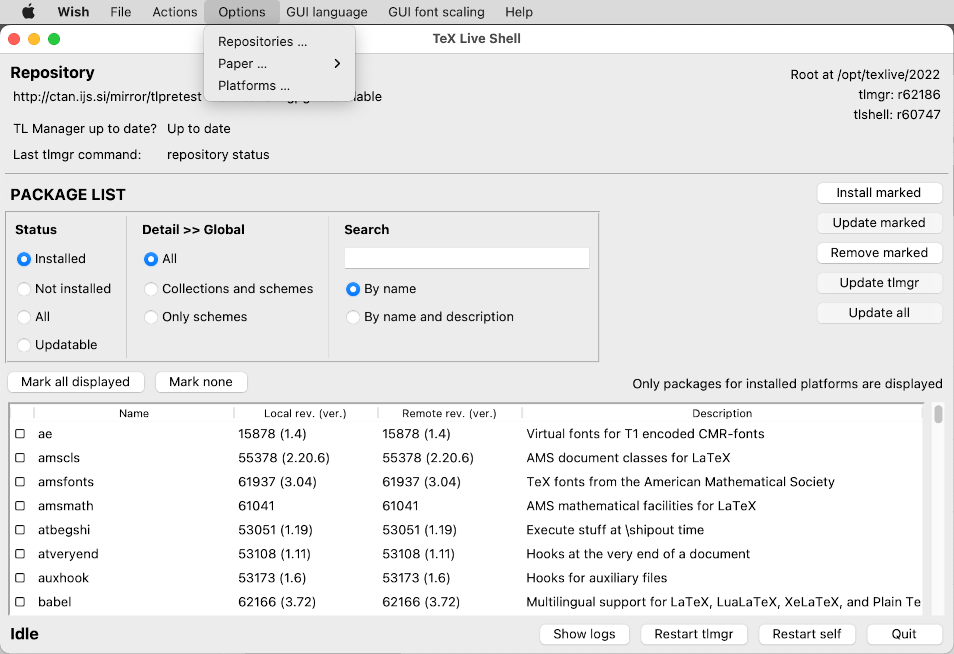 Wish File Actions Options GUI language GUI font scaling Help
TeX Live Shell
Repositories ...
Paper ...
Platforms ...
Repository
Root at /opt/texlive/2022
http://ctan.ijs.si/mirror/tlpretest
tlmgr: r62186
tlshell: r60747
TL Manager up to date? Up to date
Last tlmgr command: repository status
PACKAGE LIST
Install marked
Update marked
Remove marked
Update tlmgr
Update all
Status
Installed
Not installed
All
Updatable
Detail >> Global
All
Collections and schemes
Only schemes
Search
By name
By name and description
Mark all displayed Mark none Only packages for installed platforms are displayed
Name Local rev. (ver.) Remote rev. (ver.) Description
ae 15878 (1.4) 15878 (1.4) Virtual fonts for T1 encoded CMR-fonts
amscls 55378 (2.20.6) 55378 (2.20.6) AMS document classes for LaTeX
amsfonts 61937 (3.04) 61937 (3.04) TeX fonts from the American Mathematical Society
amsmath 61041 61041 AMS mathematical facilities for LaTeX
atbegshi 53051 (1.19) 53051 (1.19) Execute stuff at \shipout time
atveryend 53108 (1.11) 53108 (1.11) Hooks at the very end of a document
auxhook 53173 (1.6) 53173 (1.6) Hooks for auxiliary files
babel 62166 (3.72) 62166 (3.72) Multilingual support for LaTeX, LuaLaTeX, XeLaTeX, and Plain Te
Idle Show logs Restart tlmgr Restart self Quit